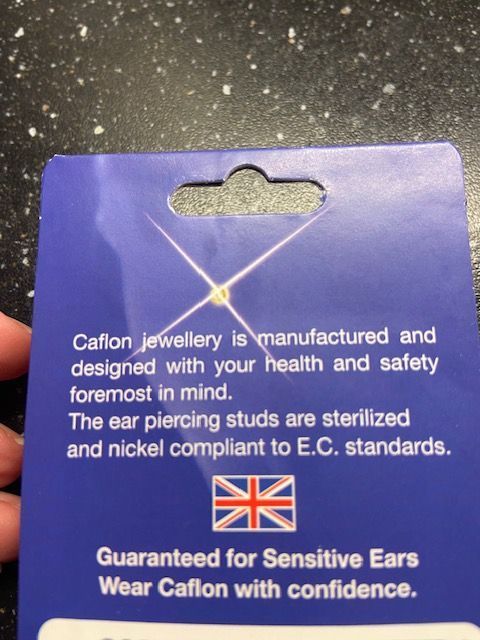 Caflon jewellery is manufactured and
designed with your health and safety
foremost in mind.
The ear piercing studs are sterilized
and nickel compliant to E.C. standards.
Guaranteed for Sensitive Ears
Wear Caflon with confidence.